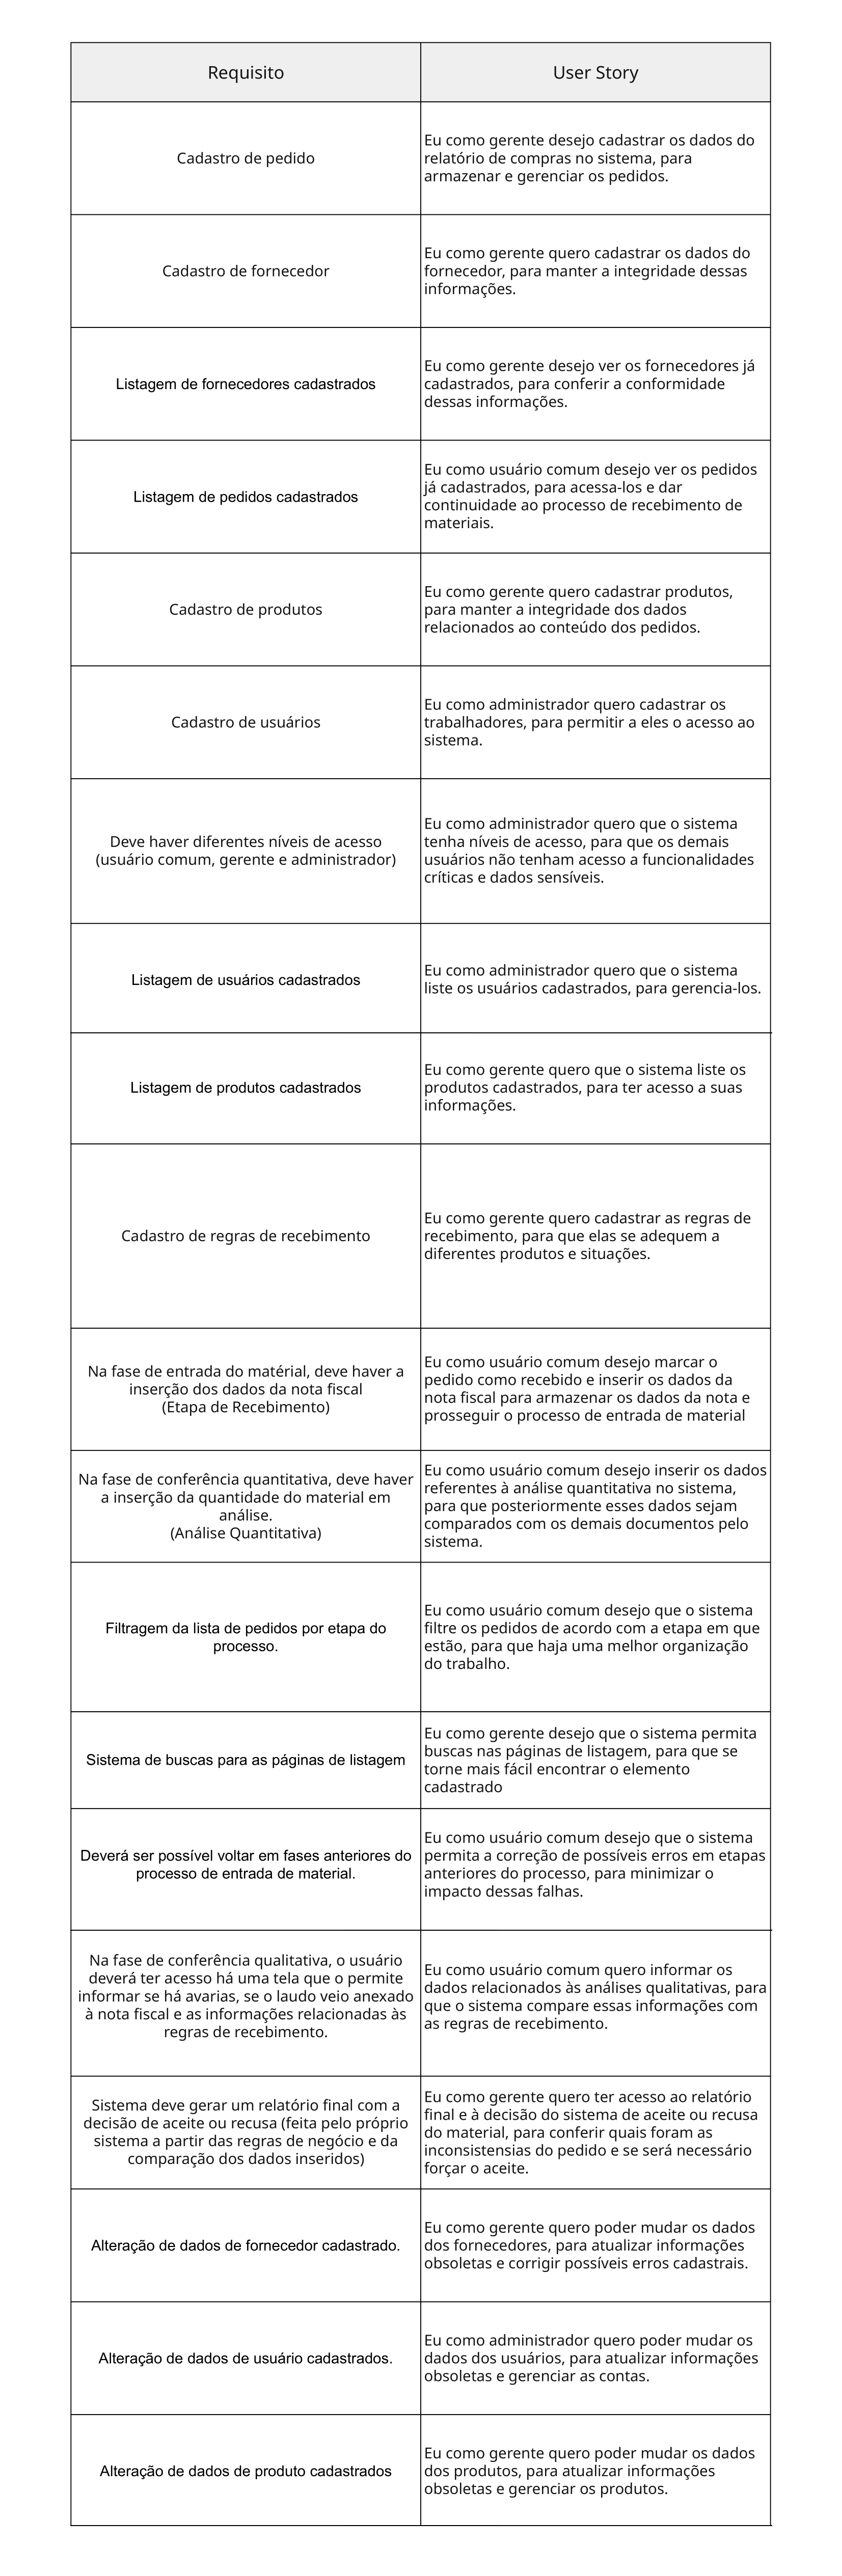 Requisito
User Story
Cadastro de pedido
Eu como gerente desejo cadastrar os dados do
relatório de compras no sistema, para
armazenar e gerenciar os pedidos.
Cadastro de fornecedor
Eu como gerente quero cadastrar os dados do
fornecedor, para manter a integridade dessas
informações.
Listagem de fornecedores cadastrados
Eu como gerente desejo ver os fornecedores já
cadastrados, para conferir a conformidade
dessas informações.
Listagem de pedidos cadastrados
Eu como usuário comum desejo ver os pedidos
já cadastrados, para acessa-los e dar
continuidade ao processo de recebimento de
materiais.
Cadastro de produtos
Eu como gerente quero cadastrar produtos,
para manter a integridade dos dados
relacionados ao conteúdo dos pedidos.
Cadastro de usuários
Eu como administrador quero cadastrar os
trabalhadores, para permitir a eles o acesso ao
sistema.
Deve haver diferentes níveis de acesso
(usuário comum, gerente e administrador)
Eu como administrador quero que o sistema
tenha níveis de acesso, para que os demais
usuários não tenham acesso a funcionalidades
críticas e dados sensíveis.
Listagem de usuários cadastrados
Eu como administrador quero que o sistema
liste os usuários cadastrados, para gerencia-los.
Listagem de produtos cadastrados
Eu como gerente quero que o sistema liste os
produtos cadastrados, para ter acesso a suas
informações.
Cadastro de regras de recebimento
Eu como gerente quero cadastrar as regras de
recebimento, para que elas se adequem a
diferentes produtos e situações.
Na fase de entrada do matérial, deve haver a
inserção dos dados da nota fiscal
(Etapa de Recebimento)
Eu como usuário comum desejo marcar o
pedido como recebido e inserir os dados da
nota fiscal para armazenar os dados da nota e
prosseguir o processo de entrada de material
Na fase de conferência quantitativa, deve haver
a inserção da quantidade do material em
análise.
(Análise Quantitativa)
Eu como usuário comum desejo inserir os dados
referentes à análise quantitativa no sistema,
para que posteriormente esses dados sejam
comparados com os demais documentos pelo
sistema.
Filtragem da lista de pedidos por etapa do
processo.
Eu como usuário comum desejo que o sistema
filtre os pedidos de acordo com a etapa em que
estão, para que haja uma melhor organização
do trabalho.
Sistema de buscas para as páginas de listagem
Eu como gerente desejo que o sistema permita
buscas nas páginas de listagem, para que se
torne mais fácil encontrar o elemento
cadastrado
Deverá ser possível voltar em fases anteriores do
processo de entrada de material.
Eu como usuário comum desejo que o sistema
permita a correção de possíveis erros em etapas
anteriores do processo, para minimizar o
impacto dessas falhas.
Na fase de conferência qualitativa, o usuário
deverá ter acesso há uma tela que o permite
informar se há avarias, se o laudo veio anexado
à nota fiscal e as informações relacionadas às
regras de recebimento.
Eu como usuário comum quero informar os
dados relacionados às análises qualitativas, para
que o sistema compare essas informações com
as regras de recebimento.
Sistema deve gerar um relatório final com a
decisão de aceite ou recusa (feita pelo próprio
sistema a partir das regras de negócio e da
comparação dos dados inseridos)
Eu como gerente quero ter acesso ao relatório
final e à decisão do sistema de aceite ou recusa
do material, para conferir quais foram as
inconsistensias do pedido e se será necessário
forçar o aceite.
Alteração de dados de fornecedor cadastrado.
Eu como gerente quero poder mudar os dados
dos fornecedores, para atualizar informações
obsoletas e corrigir possíveis erros cadastrais.
Alteração de dados de usuário cadastrados.
Eu como administrador quero poder mudar os
dados dos usuários, para atualizar informações
obsoletas e gerenciar as contas.
Alteração de dados de produto cadastrados
Eu como gerente quero poder mudar os dados
dos produtos, para atualizar informações
obsoletas e gerenciar os produtos.